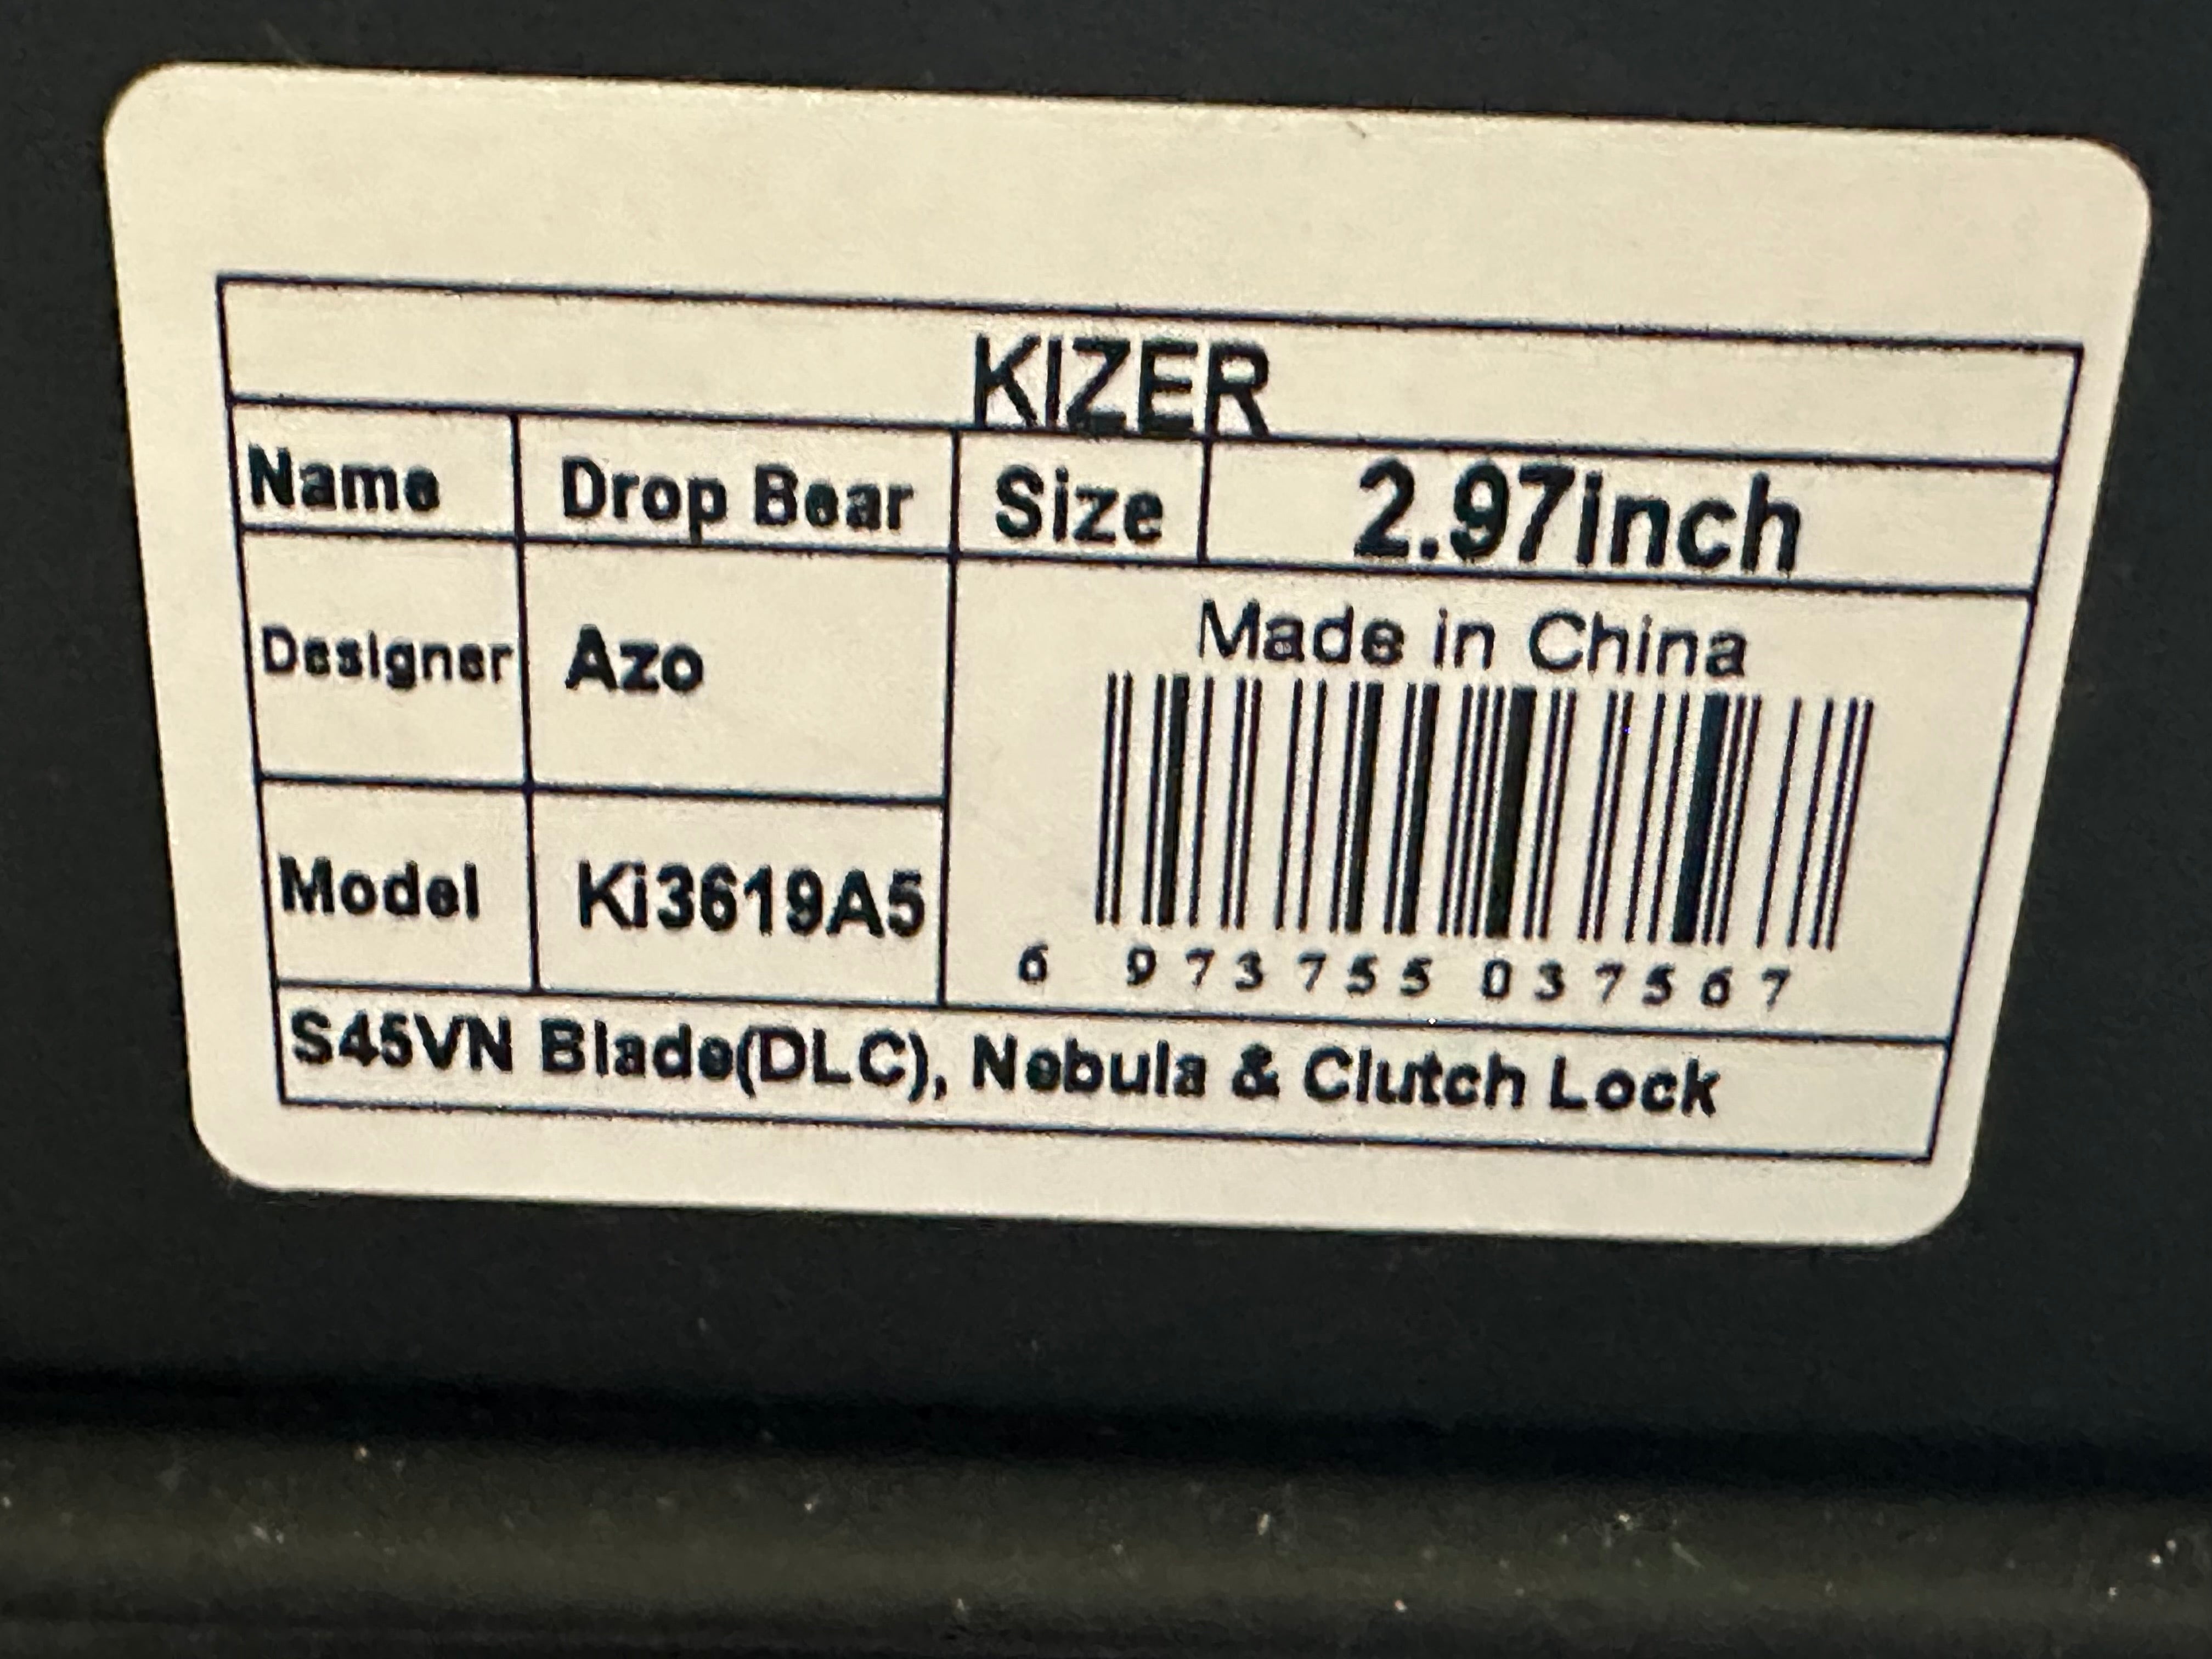 KIZER
Name Drop Bear Size 2.97inch
Designer Azo Made in China
Model Ki3619A5
6 973755 037567
S45VN Blade(DLC), Nebula & Clutch Lock